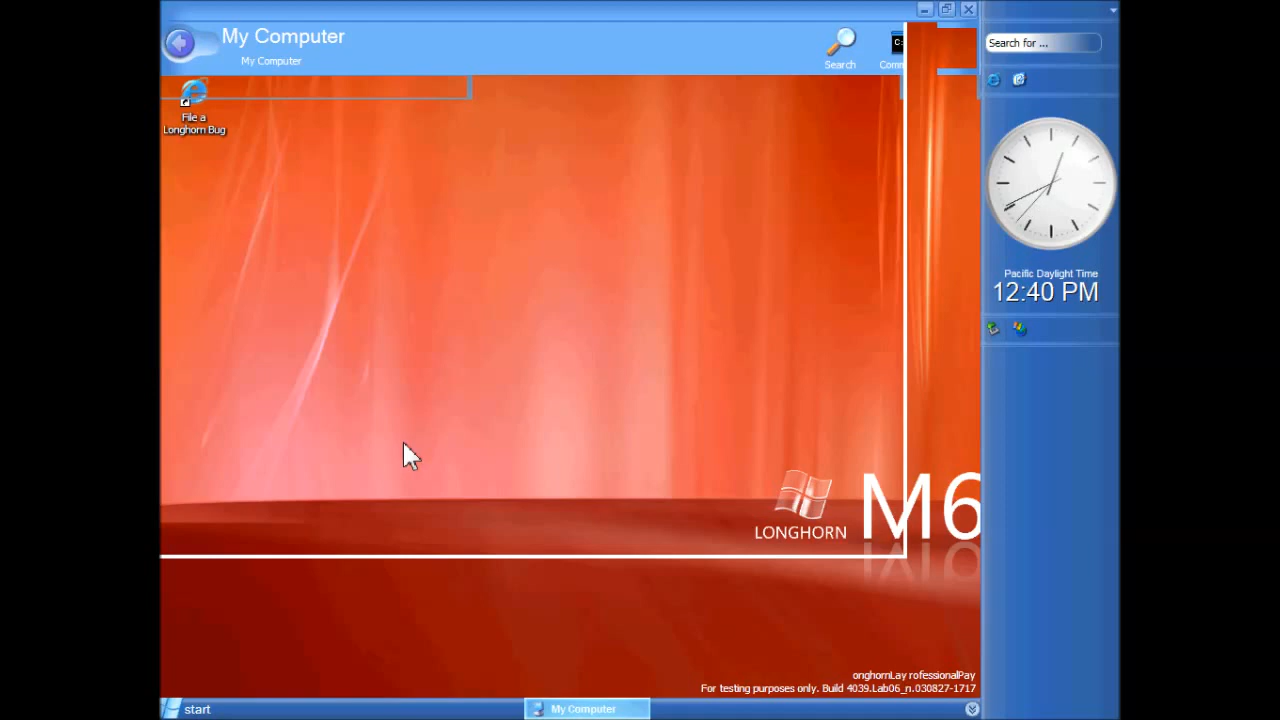 My Computer
My Computer
Search
Comm
Search for ...
File a
Longhorn Bug
Pacific Daylight Time
12:40 PM
LONGHORN M6
onghornLay rofessionalPay
For testing purposes only. Build 4039.Lab06_n.030827-1717
start
My Computer